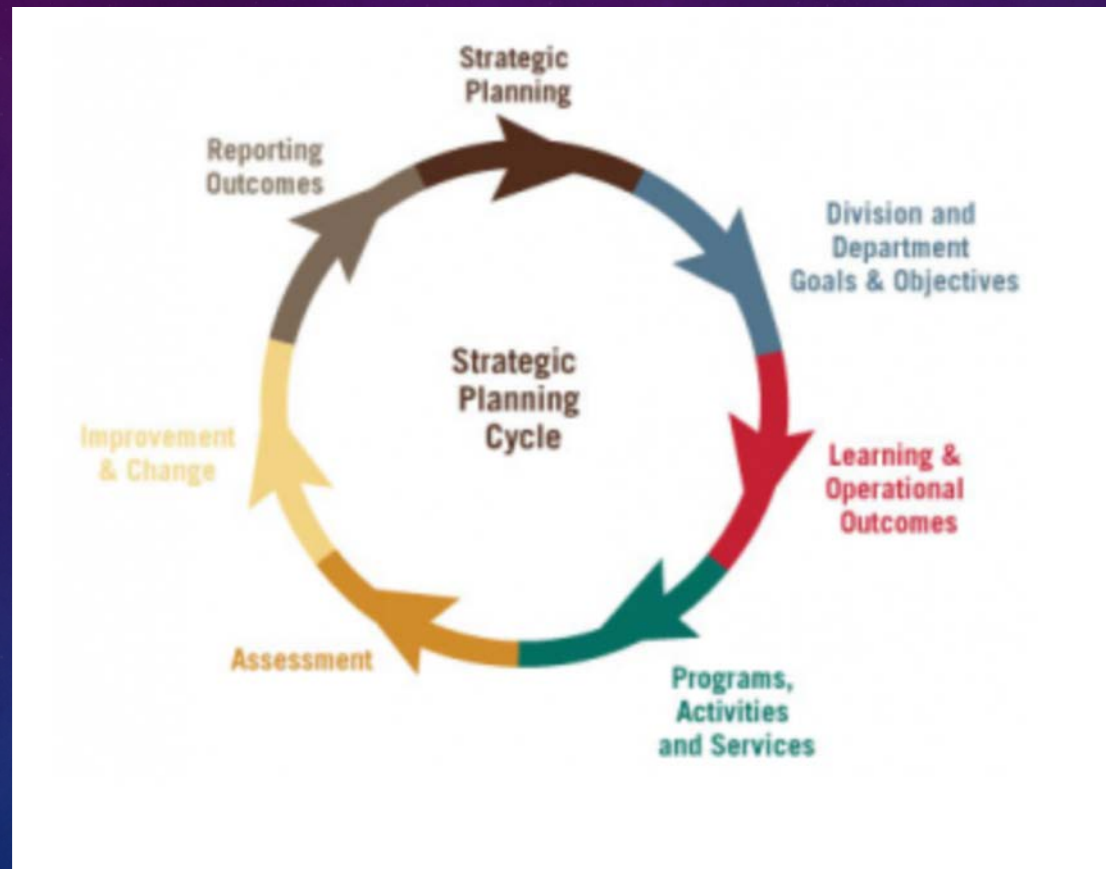 Strategic
Planning
Division and
Department
Goals & Objectives
Learning &
Operational
Outcomes
Programs,
Activities
and Services
Assessment
Improvement
& Change
Reporting
Outcomes
Strategic
Planning
Cycle